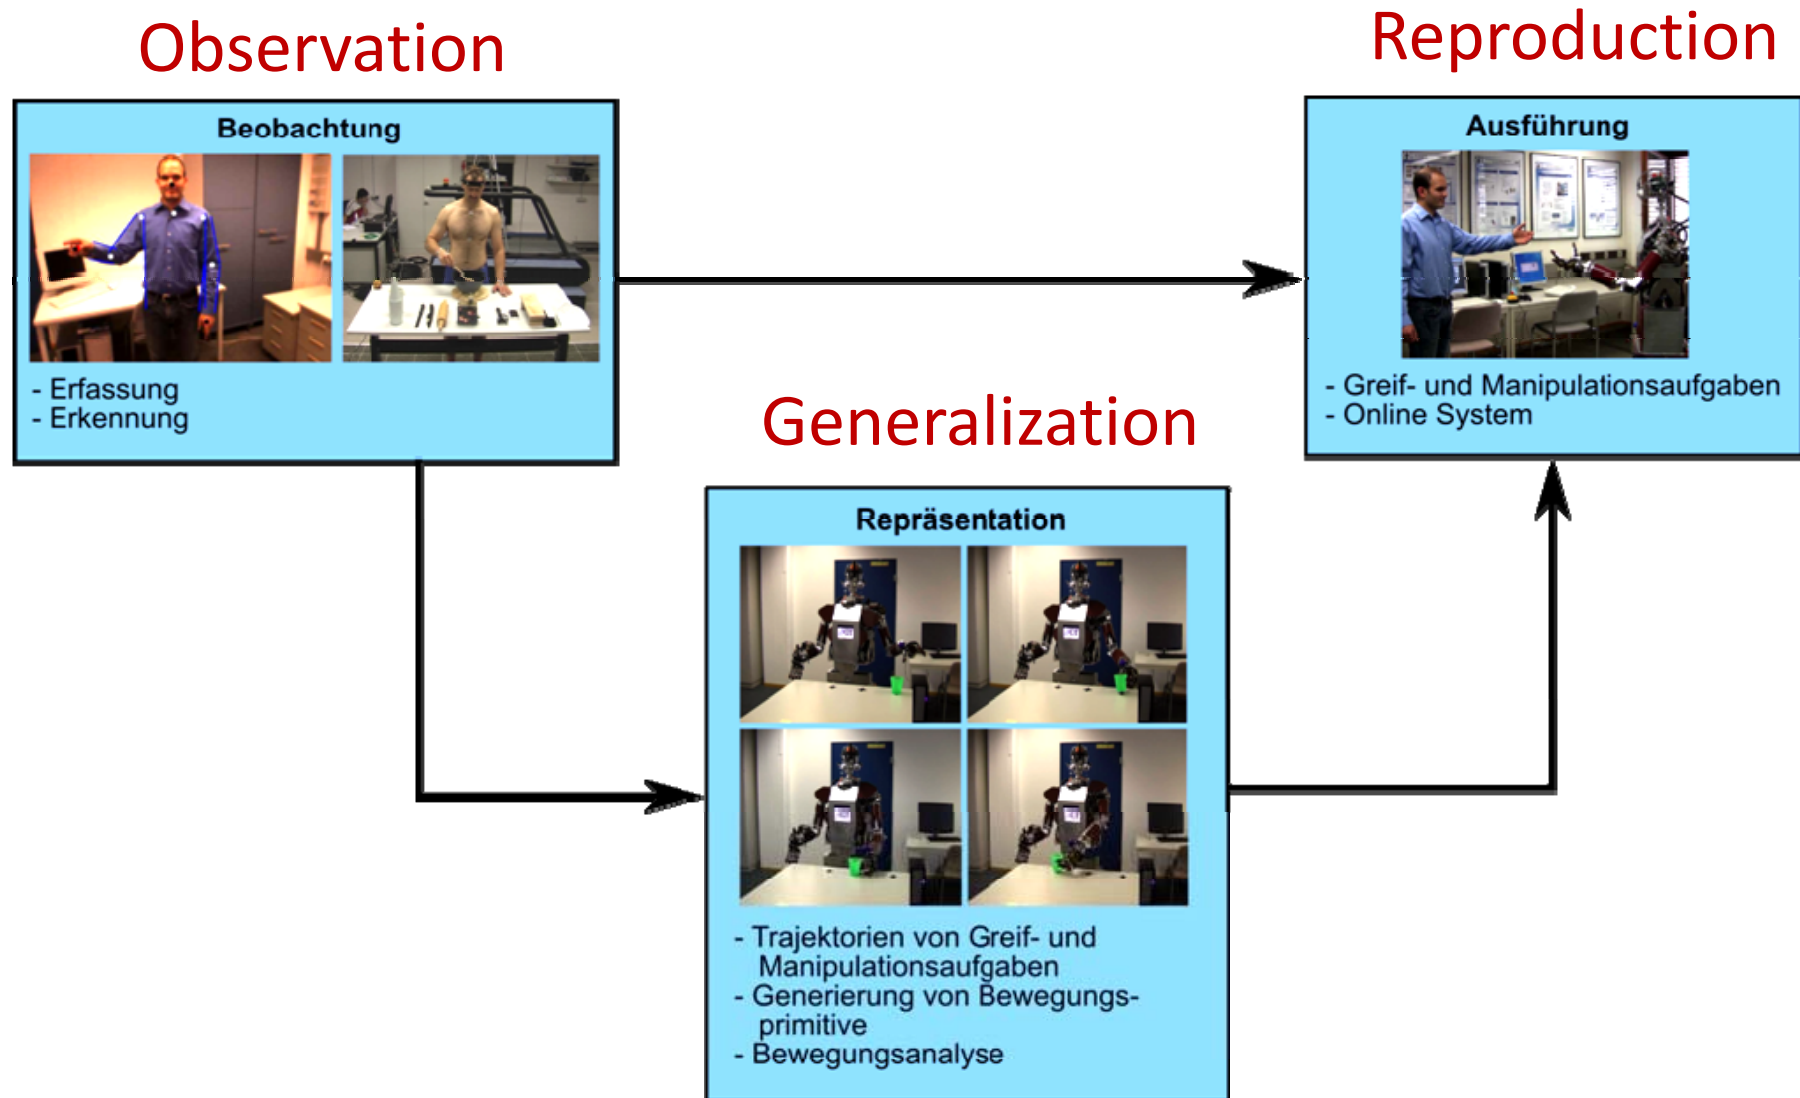 Observation
Beobachtung
- Erfassung
- Erkennung
Generalization
Repräsentation
- Trajektorien von Greif- und
Manipulationsaufgaben
- Generierung von Bewegungs-
primitive
- Bewegungsanalyse
Reproduction
Ausführung
- Greif- und Manipulationsaufgaben
- Online System